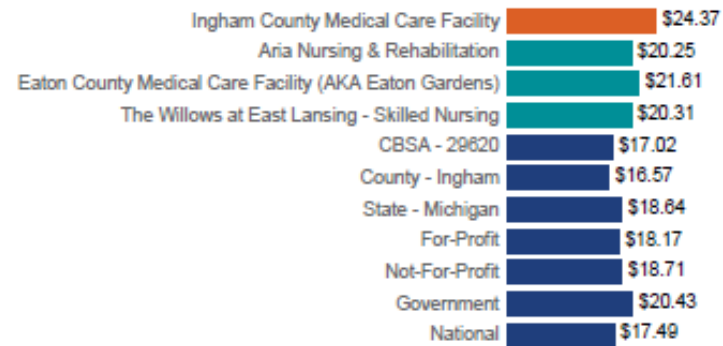 Ingham County Medical Care Facility $24.37
Aria Nursing & Rehabilitation $20.25
Eaton County Medical Care Facility (AKA Eaton Gardens) $21.61
The Willows at East Lansing - Skilled Nursing $20.31
CBSA - 29620 $17.02
County - Ingham $16.57
State - Michigan $18.64
For-Profit $18.17
Not-For-Profit $18.71
Government $20.43
National $17.49